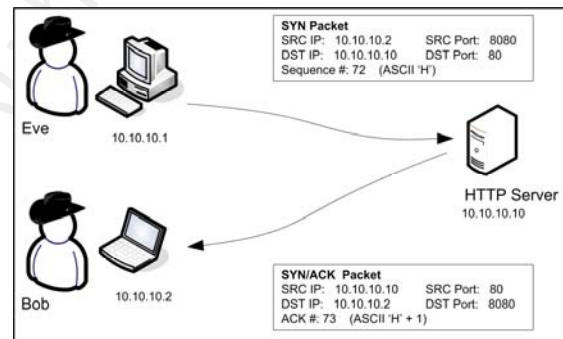 SYN Packet
SRC IP: 10.10.10.2 SRC Port: 8080
DST IP: 10.10.10.10 DST Port: 80
Sequence #: 72 (ASCII 'H')
Eve
10.10.10.1
HTTP Server
10.10.10.10
Bob
10.10.10.2
SYN/ACK Packet
SRC IP: 10.10.10.10 SRC Port: 80
DST IP: 10.10.10.2 DST Port: 8080
ACK #: 73 (ASCII 'H' + 1)